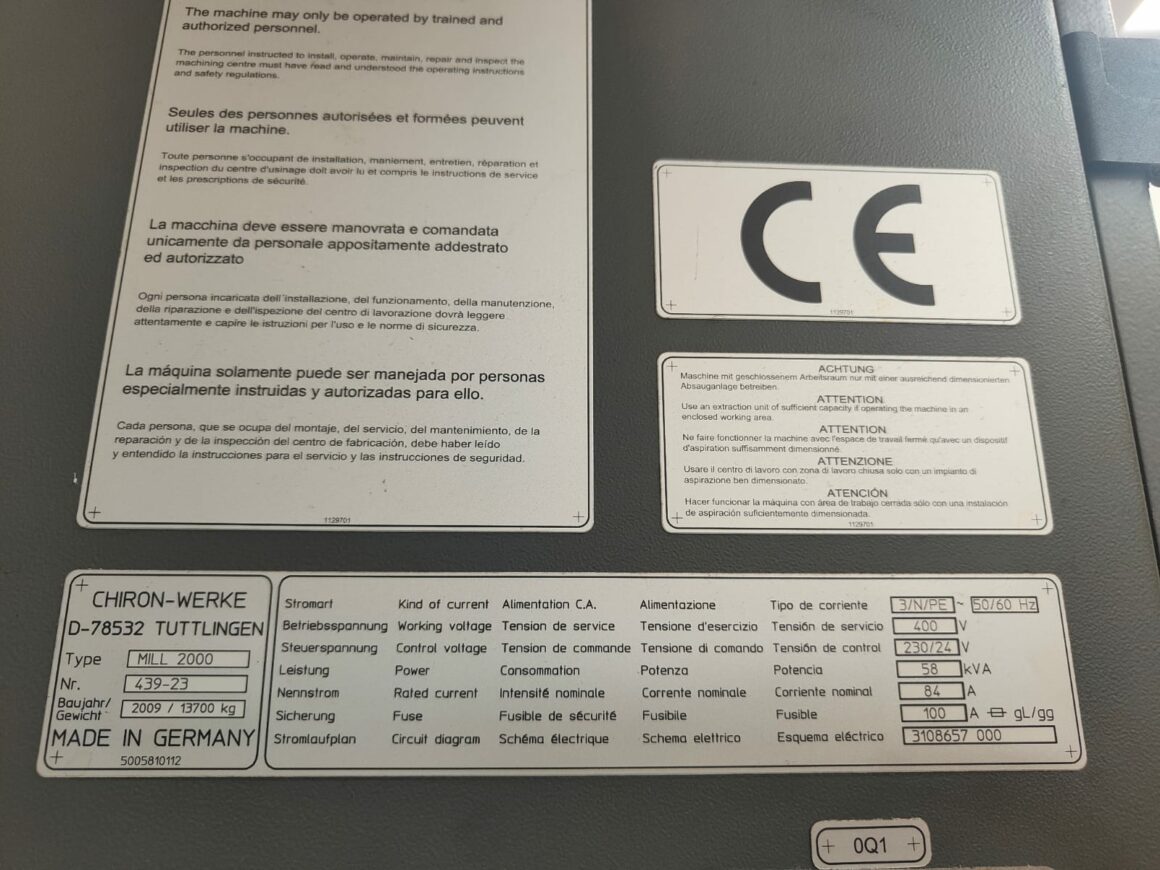 The machine may only be operated by trained and
authorized personnel.
The personnel instructed to install, operate, maintain, repair and inspect the
machining centre must have read and understood the operating instructions
and safety regulations.
Seules des personnes autorisées et formées peuvent
utiliser la machine.
Toute personne s'occupant de installation, maniement, entretien, réparation et
inspection du centre d'usinage doit avoir lu et compris le instructions de service
et les prescriptions de sécurité.
La macchina deve essere manovrata e comandata
unicamente da personale appositamente addestrato
ed autorizzato
Ogni persona incaricata dell'installazione, del funzionamento, della manutenzione,
della riparazione e dell'ispezione del centro di lavorazione dovrà leggere
attentamente e capire le istruzioni per l'uso e le norme di sicurezza.
La máquina solamente puede ser manejada por personas
especialmente instruidas y autorizadas para ello.
Cada persona, que se ocupa del montaje, del servicio, del mantenimiento, de la
reparación y de la inspección del centro de fabricación, debe haber leído
y entendido la instrucciones para el servicio y las instrucciones de seguridad.
1129701
CE
1129701
ACHTUNG
Maschine mit geschlossenem Arbeitsraum nur mit einer ausreichend dimensionierten
Absauganlage betreiben.
ATTENTION
Use an extraction unit of sufficient capacity if operating the machine in an
enclosed working area.
ATTENTION
Ne faire fonctionner la machine avec l'espace de travail fermé qu'avec un dispositif
d'aspiration suffisamment dimensionné.
ATTENZIONE
Usare il centro di lavoro con zona di lavoro chiusa solo con un impianto di
aspirazione ben dimensionato.
ATENCIÓN
Hacer funcionar la máquina con área de trabajo cerrada sólo con una instalación
de aspiración suficientemente dimensionada.
1129701
CHIRON-WERKE
D-78532 TUTTLINGEN
Type MILL 2000
Nr. 439-23
Baujahr/
Gewicht 2009 / 13700 kg
MADE IN GERMANY
5005810112
Stromart Kind of current Alimentation C.A. Alimentazione Tipo de corriente 3/N/PE ~ 50/60 Hz
Betriebsspannung Working voltage Tension de service Tensione d'esercizio Tensión de servicio 400 V
Steuerspannung Control voltage Tension de commande Tensione di comando Tensión de control 230/24 V
Leistung Power Consommation Potenza Potencia 58 kVA
Nennstrom Rated current Intensité nominale Corrente nominale Corriente nominal 84 A
Sicherung Fuse Fusible de sécurité Fusibile Fusible 100 A gL/gg
Stromlaufplan Circuit diagram Schéma électrique Schema elettrico Esquema eléctrico 3108657 000
0Q1